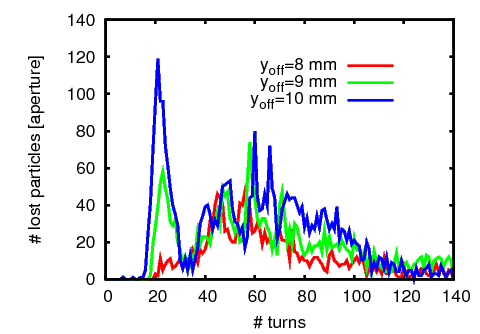 140
120
100
80
60
40
20
0
# lost particles [aperture]
y_off=8 mm
y_off=9 mm
y_off=10 mm
0 20 40 60 80 100 120 140
# turns